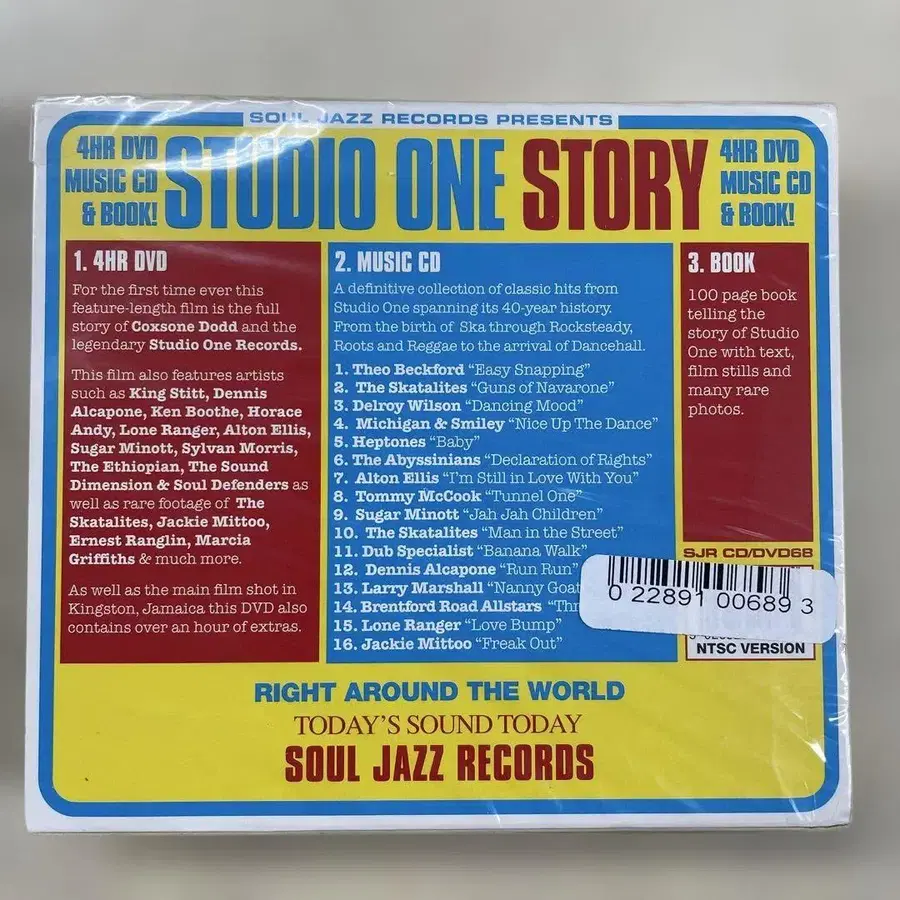 SOUL JAZZ RECORDS PRESENTS
4HR DVD
MUSIC CD
& BOOK!
STUDIO ONE STORY
4HR DVD
MUSIC CD
& BOOK!
1. 4HR DVD
For the first time ever this
feature-length film is the full
story of Coxsone Dodd and the
legendary Studio One Records.
This film also features artists
such as King Stitt, Dennis
Alcapone, Ken Boothe, Horace
Andy, Lone Ranger, Alton Ellis,
Sugar Minott, Sylvan Morris,
The Ethiopian, The Sound
Dimension & Soul Defenders as
well as rare footage of The
Skatalites, Jackie Mittoo,
Ernest Ranglin, Marcia
Griffiths & much more.
As well as the main film shot in
Kingston, Jamaica this DVD also
contains over an hour of extras.
2. MUSIC CD
A definitive collection of classic hits from
Studio One spanning its 40-year history.
From the birth of Ska through Rocksteady,
Roots and Reggae to the arrival of Dancehall.
1. Theo Beckford “Easy Snapping”
2. The Skatalites “Guns of Navarone”
3. Delroy Wilson “Dancing Mood”
4. Michigan & Smiley “Nice Up The Dance”
5. Heptones “Baby”
6. The Abyssinians “Declaration of Rights”
7. Alton Ellis “I’m Still in Love With You”
8. Tommy McCook “Tunnel One”
9. Sugar Minott “Jah Jah Children”
10. The Skatalites “Man in the Street”
11. Dub Specialist “Banana Walk”
12. Dennis Alcapone “Run Run”
13. Larry Marshall “Nanny Goat
14. Brentford Road Allstars
15. Lone Ranger “Love Bump”
16. Jackie Mittoo “Freak Out”
3. BOOK
100 page book
telling the
story of Studio
One with text,
film stills and
many rare
photos.
SJR CD/DVD68
0 22891 00689 3
NTSC VERSION
RIGHT AROUND THE WORLD
TODAY’S SOUND TODAY
SOUL JAZZ RECORDS